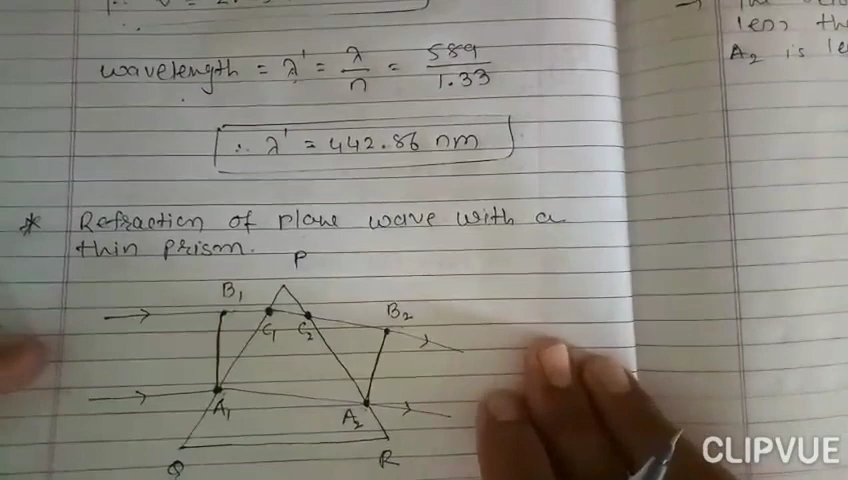 wavelength = λ' = λ/n = 589/1.33
∴ λ' = 442.86 nm
* Refraction of plane wave with a
thin prism.
P
B1
C1 C2
B2
A1
A2
Q
R
less
A2 is
CLIPVUE